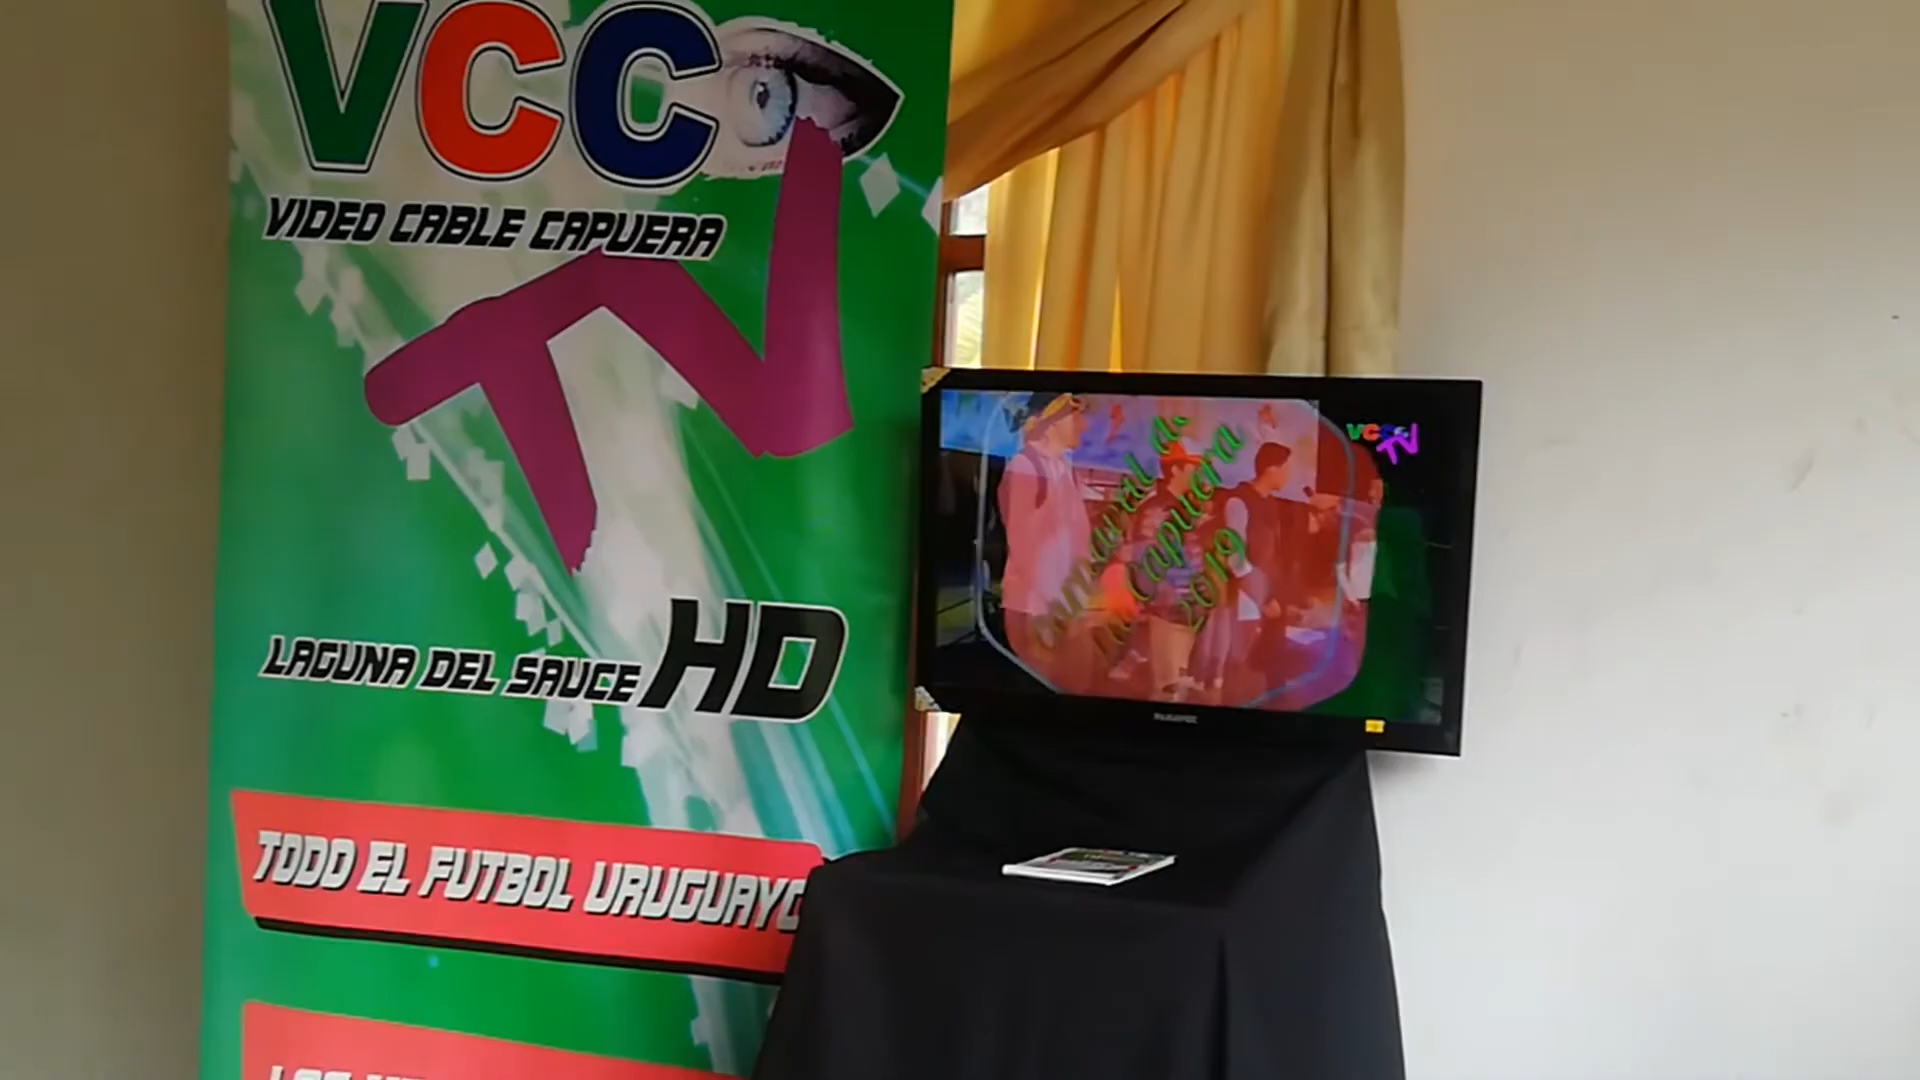 VCC
VIDEO CABLE CAPUERA
TV
LAGUNA DEL SAUCE HD
TODO EL FUTBOL URUGUAYO
VCC
TV
Carnaval de
la Capuera
2019